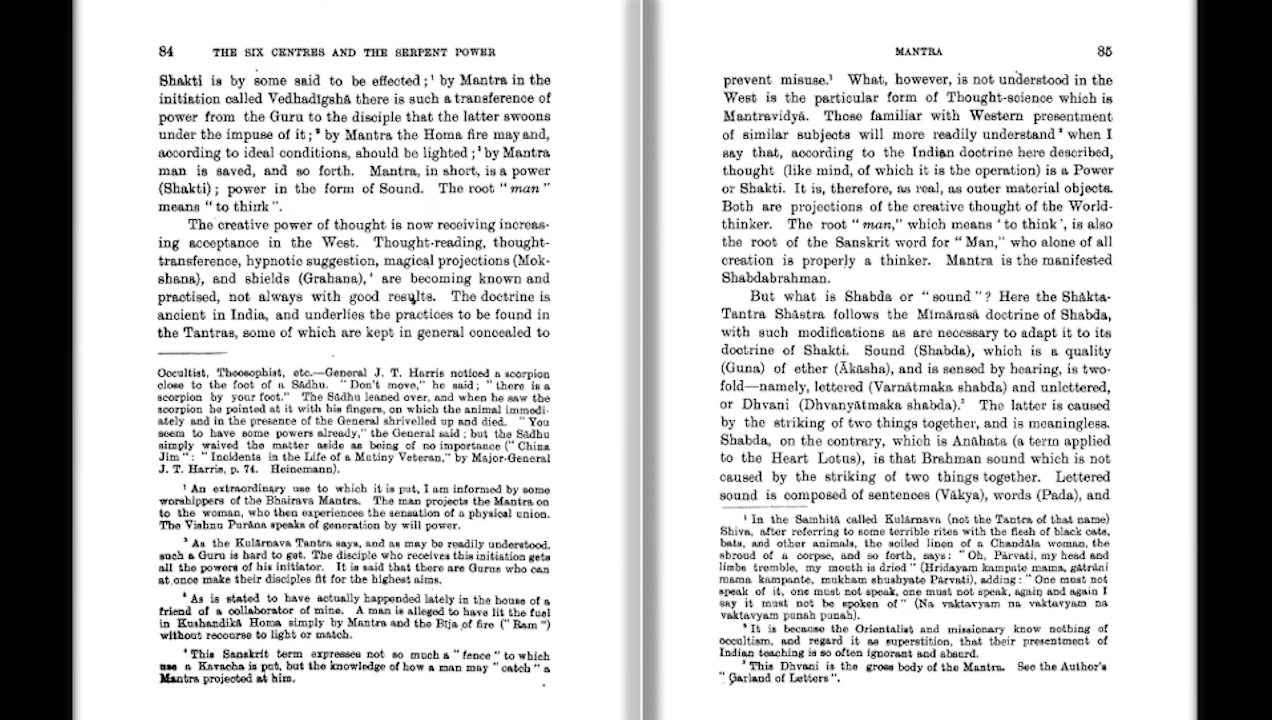 84 THE SIX CENTRES AND THE SERPENT POWER
Shakti is by some said to be effected;¹ by Mantra in the
initiation called Vedhadīgshā there is such a transference of
power from the Guru to the disciple that the latter swoons
under the impuse of it;² by Mantra the Homa fire may and,
according to ideal conditions, should be lighted;³ by Mantra
man is saved, and so forth. Mantra, in short, is a power
(Shakti); power in the form of Sound. The root "man"
means "to think".
The creative power of thought is now receiving increas-
ing acceptance in the West. Thought-reading, thought-
transference, hypnotic suggestion, magical projections (Mok-
shana), and shields (Grahana),⁴ are becoming known and
practised, not always with good results. The doctrine is
ancient in India, and underlies the practices to be found in
the Tantras, some of which are kept in general concealed to
Occultist, Theosophist, etc.—General J. T. Harris noticed a scorpion
close to the foot of a Sādhu. "Don't move," he said; "there is a
scorpion by your foot." The Sādhu leaned over, and when he saw the
scorpion he pointed at it with his fingers, on which the animal immedi-
ately and in the presence of the General shrivelled up and died. "You
seem to have some powers already," the General said; but the Sādhu
simply waived the matter aside as being of no importance ("China
Jim": "Incidents in the Life of a Mutiny Veteran," by Major-General
J. T. Harris, p. 74. Heinemann).
¹ An extraordinary use to which it is put, I am informed by some
worshippers of the Bhairava Mantra. The man projects the Mantra on
to the woman, who then experiences the sensation of a physical union.
The Vishnu Purāna speaks of generation by will power.
² As the Kulārnava Tantra says, and as may be readily understood,
such a Guru is hard to get. The disciple who receives this initiation gets
all the powers of his initiator. It is said that there are Gurus who can
at once make their disciples fit for the highest aims.
³ As is stated to have actually happended lately in the house of a
friend of a collaborator of mine. A man is alleged to have lit the fuel
in Kushandikā Homa simply by Mantra and the Bīja of fire ("Ram")
without recourse to light or match.
⁴ This Sanskrit term expresses not so much a "fence" to which
use a Kavacha is put, but the knowledge of how a man may "catch" a
Mantra projected at him.
MANTRA 85
prevent misuse.¹ What, however, is not understood in the
West is the particular form of Thought-science which is
Mantravidyā. Those familiar with Western presentment
of similar subjects will more readily understand² when I
say that, according to the Indian doctrine here described,
thought (like mind, of which it is the operation) is a Power
or Shakti. It is, therefore, as real, as outer material objects.
Both are projections of the creative thought of the World-
thinker. The root "man," which means 'to think', is also
the root of the Sanskrit word for "Man," who alone of all
creation is properly a thinker. Mantra is the manifested
Shabdabrahman.
But what is Shabda or "sound"? Here the Shākta-
Tantra Shāstra follows the Mīmāmsā doctrine of Shabda,
with such modifications as are necessary to adapt it to its
doctrine of Shakti. Sound (Shabda), which is a quality
(Guna) of ether (Ākāsha), and is sensed by hearing, is two-
fold—namely, lettered (Varnātmaka shabda) and unlettered,
or Dhvani (Dhvanyātmaka shabda).³ The latter is caused
by the striking of two things together, and is meaningless.
Shabda, on the contrary, which is Anāhata (a term applied
to the Heart Lotus), is that Brahman sound which is not
caused by the striking of two things together. Lettered
sound is composed of sentences (Vākya), words (Pada), and
¹ In the Samhitā called Kulārnava (not the Tantra of that name)
Shiva, after referring to some terrible rites with the flesh of black cats,
bats, and other animals, the soiled linen of a Chandāla woman, the
shroud of a corpse, and so forth, says: "Oh, Pārvati, my head and
limbs tremble, my mouth is dried" (Hridayam kampate mama, gātrāni
mama kampante, mukham shushyate Pārvati), adding: "One must not
speak of it, one must not speak, one must not speak, again and again I
say it must not be spoken of" (Na vaktavyam na vaktavyam na
vaktavyam punah punah).
² It is because the Orientalist and missionary know nothing of
occultism, and regard it as superstition, that their presentment of
Indian teaching is so often ignorant and absurd.
³ This Dhvani is the gross body of the Mantra. See the Author's
"Garland of Letters".